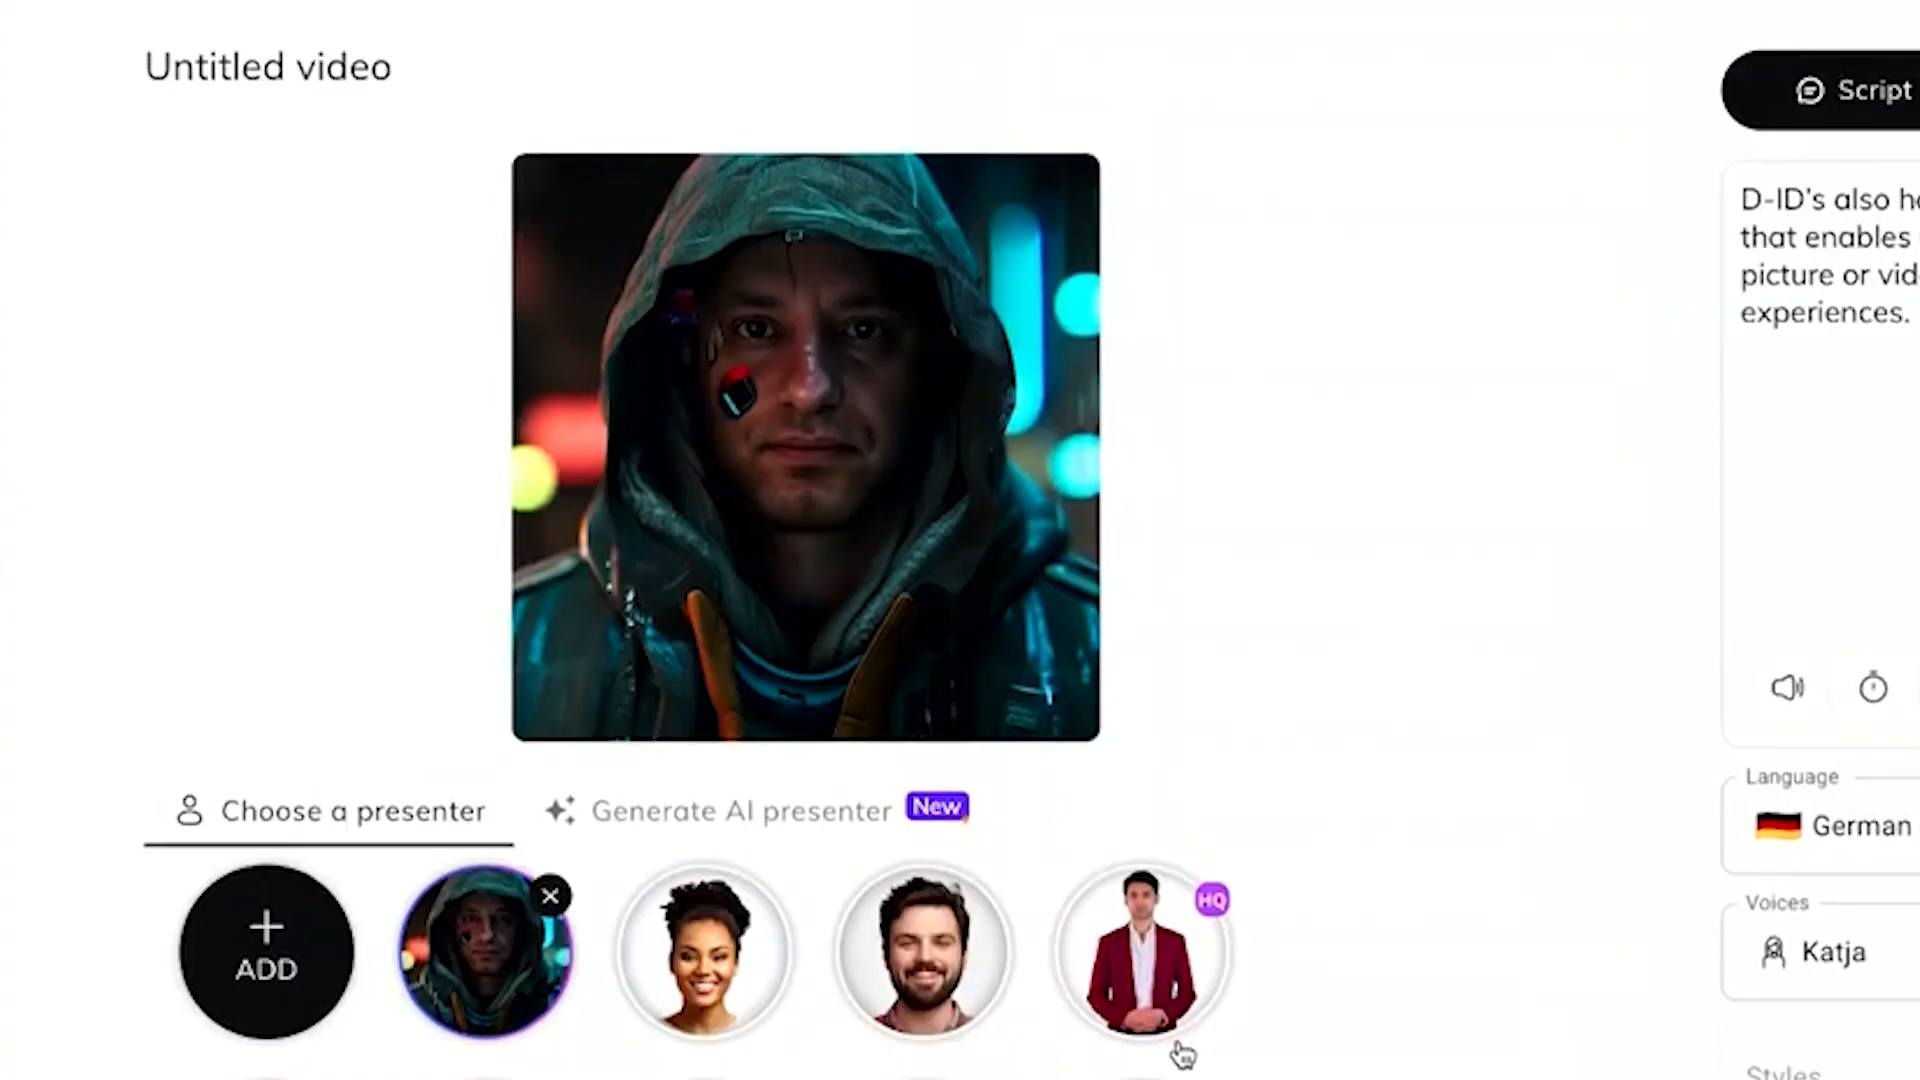 Untitled video
Script
D-ID's also
that enables
picture or
experiences.
Choose a presenter
Generate AI presenter
New
ADD
HQ
Language
German
Voices
Katja
Styles